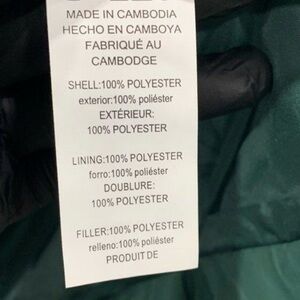 MADE IN CAMBODIA
HECHO EN CAMBOYA
FABRIQUÉ AU
CAMBODGE
SHELL:100% POLYESTER
exterior:100% poliéster
EXTÉRIEUR:
100% POLYESTER
LINING:100% POLYESTER
forro:100% poliéster
DOUBLURE:
100% POLYESTER
FILLER:100% POLYESTER
relleno:100% poliéster
PRODUIT DE